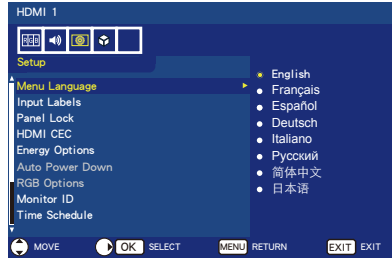 HDMI 1
RGB
Setup
Menu Language
Input Labels
Panel Lock
HDMI CEC
Energy Options
Auto Power Down
RGB Options
Monitor ID
Time Schedule
English
Français
Español
Deutsch
Italiano
Русский
简体中文
日本语
MOVE OK SELECT MENU RETURN EXIT EXIT